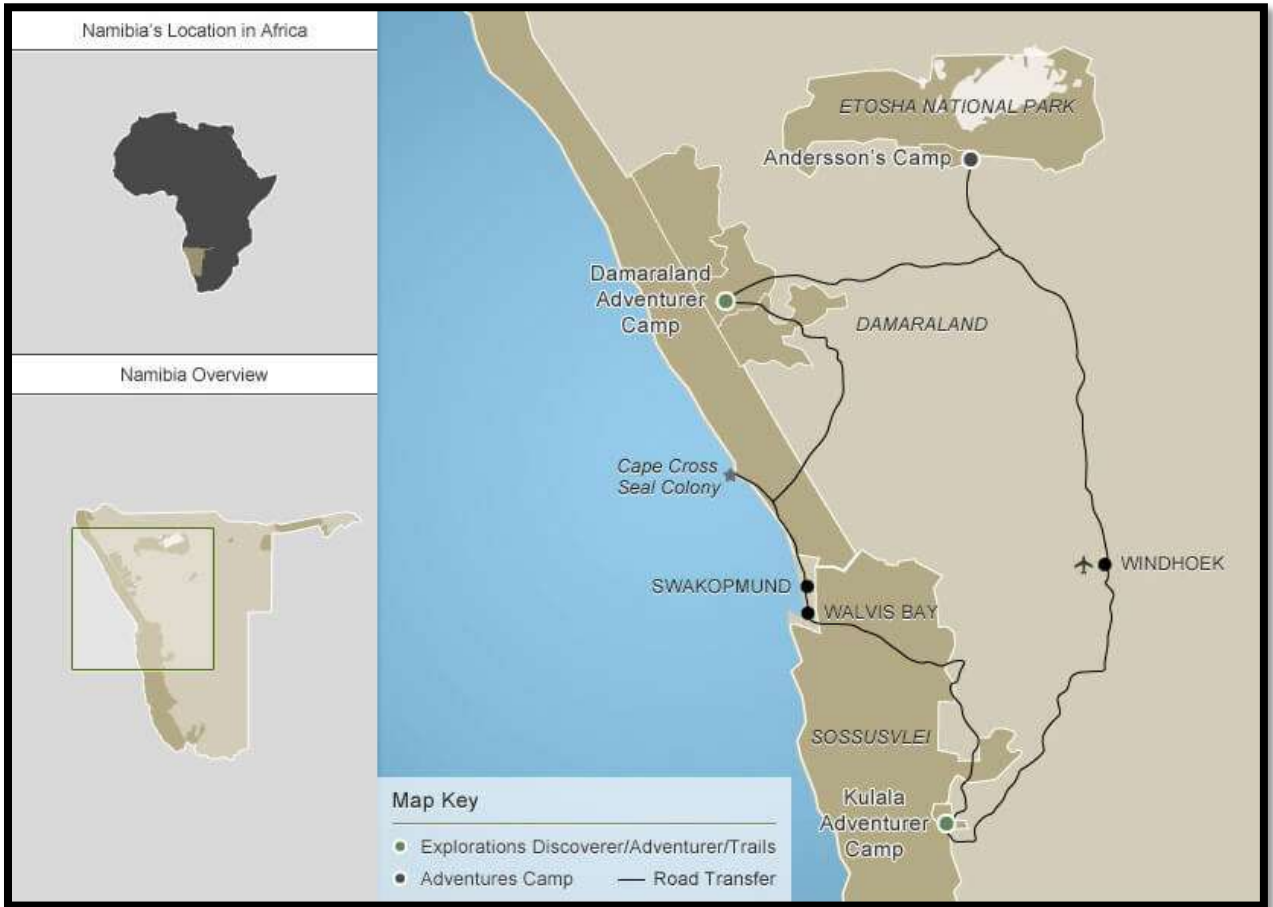 Namibia's Location in Africa
Namibia Overview
ETOSHA NATIONAL PARK
Andersson's Camp
Damaraland
Adventurer
Camp
DAMARALAND
Cape Cross
Seal Colony
WINDHOEK
SWAKOPMUND
WALVIS BAY
SOSSUSVLEI
Kulala
Adventurer
Camp
Map Key
Explorations Discoverer/Adventurer/Trails
Adventures Camp
Road Transfer